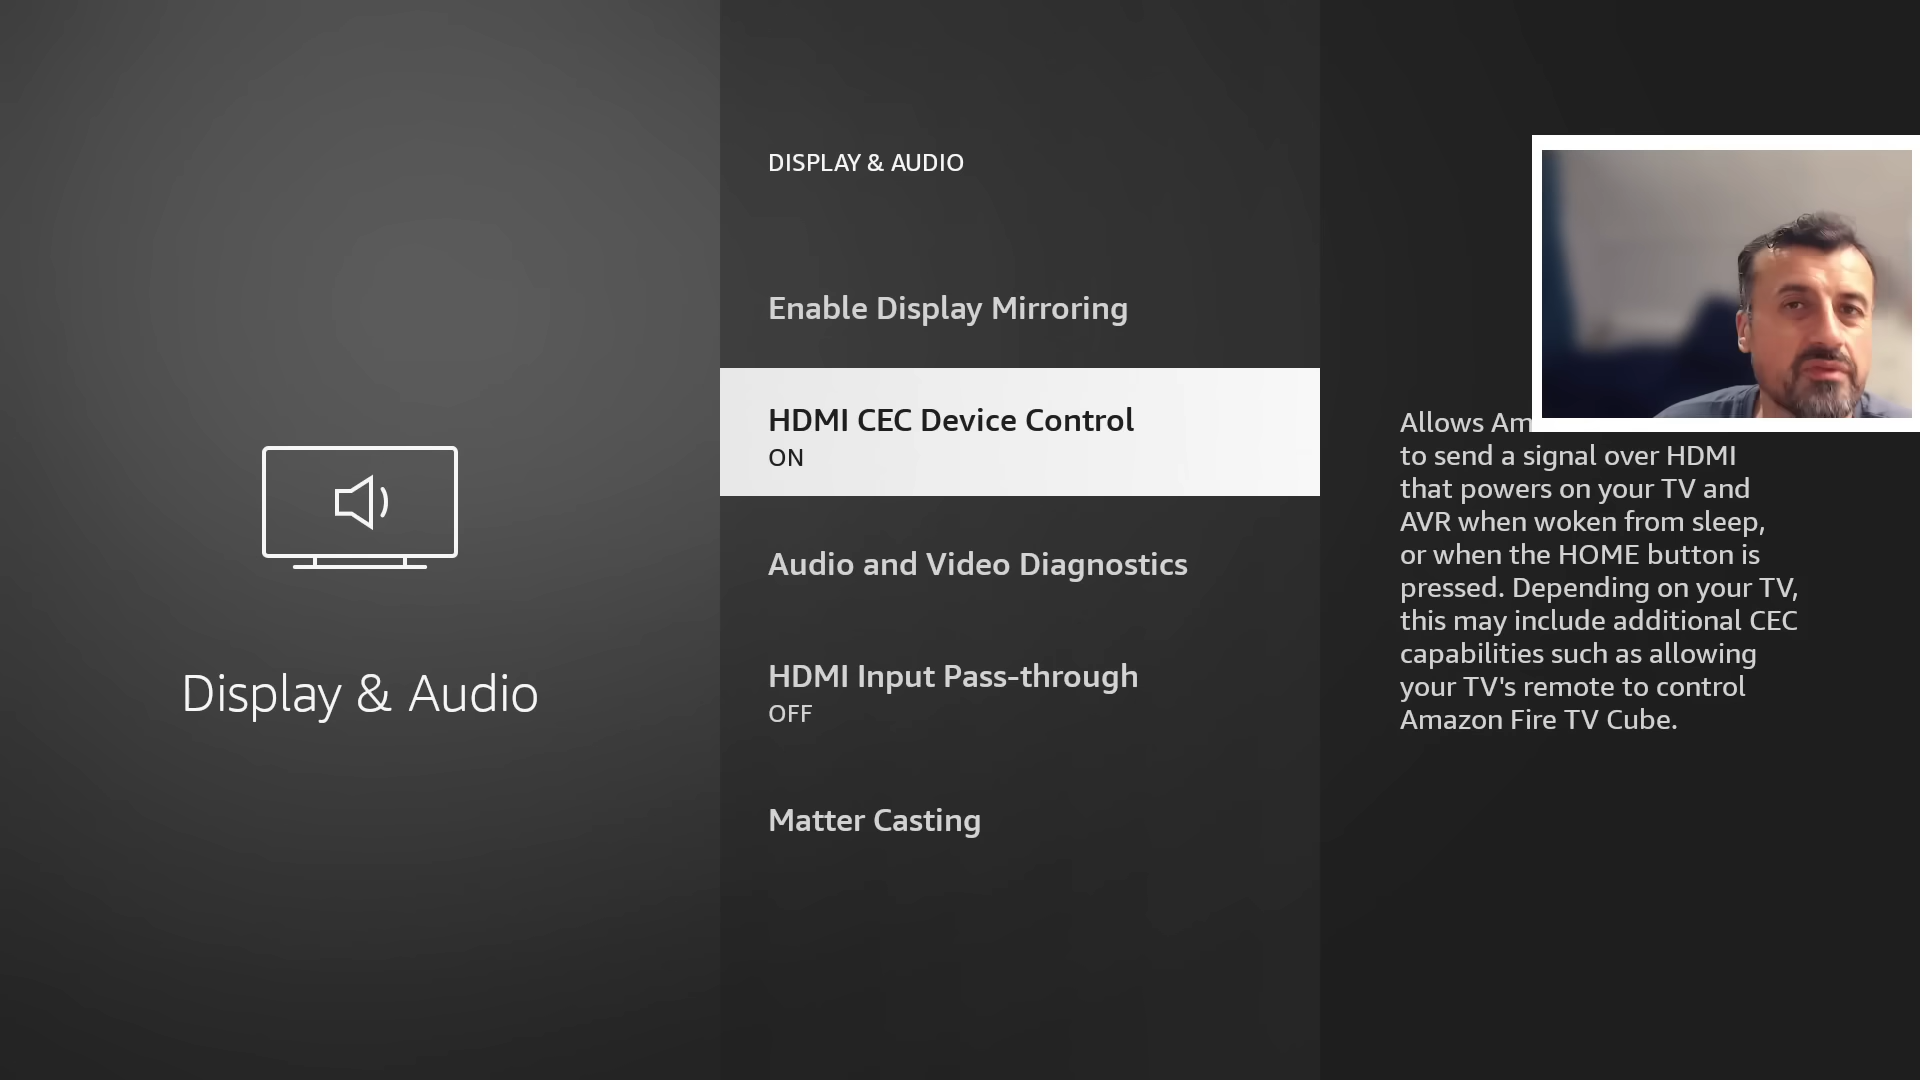 DISPLAY & AUDIO
Enable Display Mirroring
HDMI CEC Device Control
ON
Audio and Video Diagnostics
HDMI Input Pass-through
OFF
Matter Casting
Display & Audio
Allows
to send a signal over HDMI
that powers on your TV and
AVR when woken from sleep,
or when the HOME button is
pressed. Depending on your TV,
this may include additional CEC
capabilities such as allowing
your TV's remote to control
Amazon Fire TV Cube.